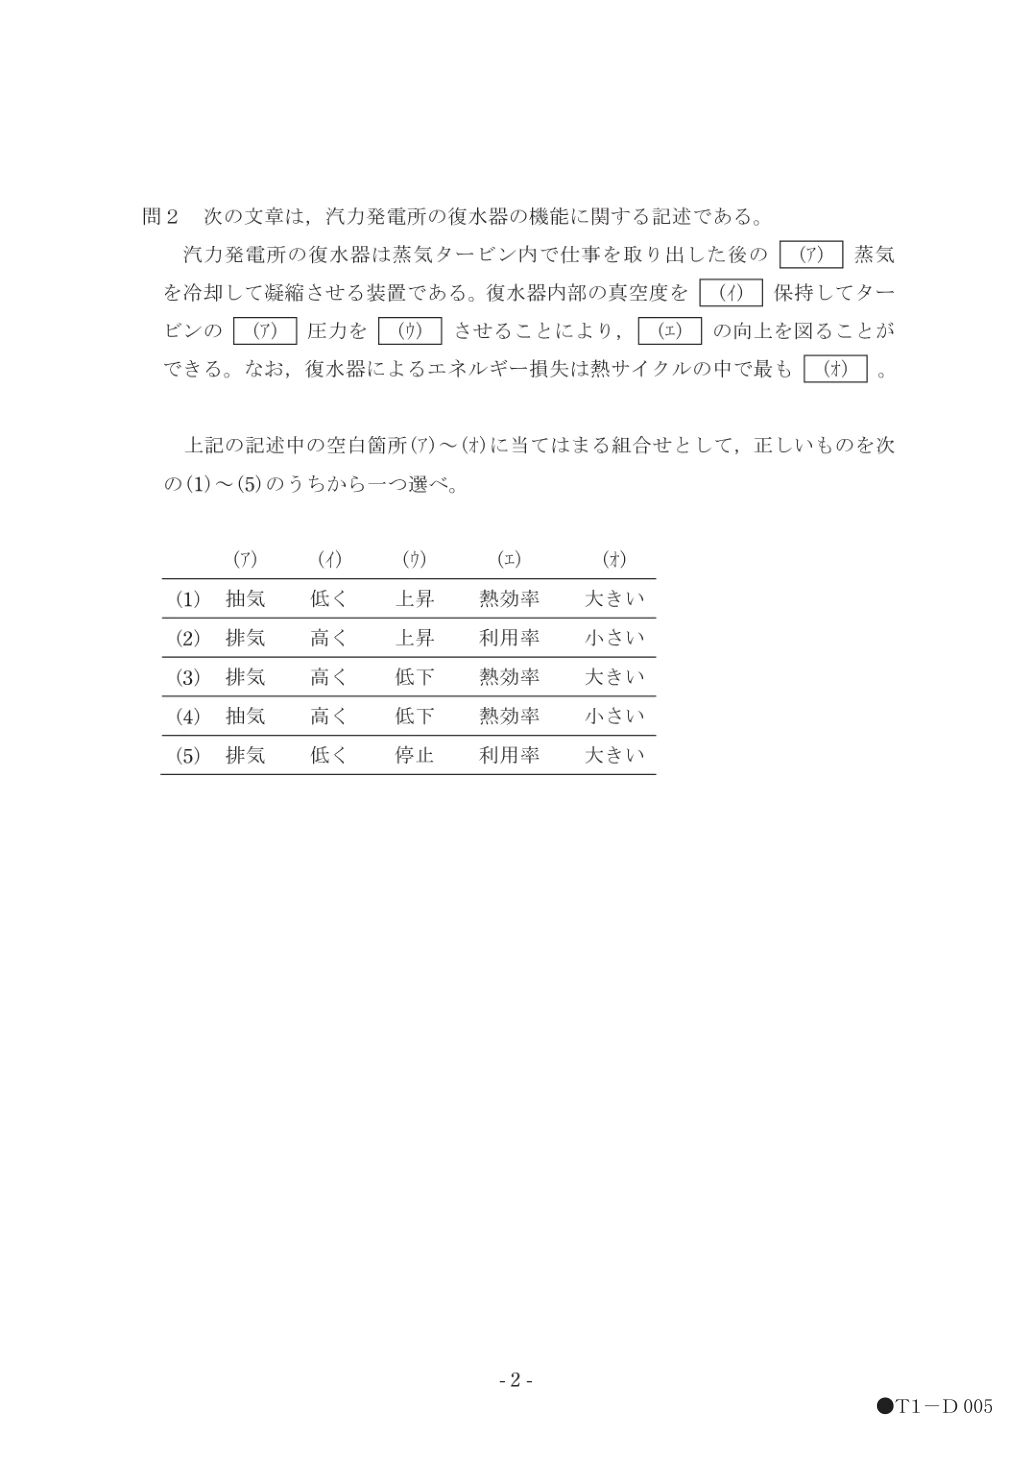 問２　次の文章は，汽力発電所の復水器の機能に関する記述である。
汽力発電所の復水器は蒸気タービン内で仕事を取り出した後の (ア) 蒸気
を冷却して凝縮させる装置である。復水器内部の真空度を (イ) 保持してター
ビンの (ア) 圧力を (ウ) させることにより， (エ) の向上を図ることが
できる。なお，復水器によるエネルギー損失は熱サイクルの中で最も (オ) 。
上記の記述中の空白箇所(ア)～(オ)に当てはまる組合せとして，正しいものを次
の(1)～(5)のうちから一つ選べ。
(ア) (イ) (ウ) (エ) (オ)
(1) 抽気 低く 上昇 熱効率 大きい
(2) 排気 高く 上昇 利用率 小さい
(3) 排気 高く 低下 熱効率 大きい
(4) 抽気 高く 低下 熱効率 小さい
(5) 排気 低く 停止 利用率 大きい
- 2 -
●T1－D 005